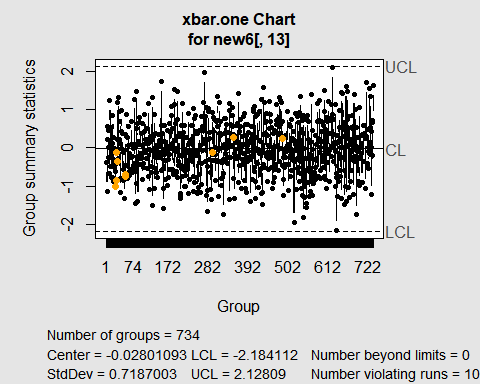 xbar.one Chart
for new6[, 13]
Group summary statistics
2
1
0
-1
-2
UCL
CL
LCL
1 74 172 282 392 502 612 722
Group
Number of groups = 734
Center = -0.02801093 LCL = -2.184112 Number beyond limits = 0
StdDev = 0.7187003 UCL = 2.12809 Number violating runs = 10